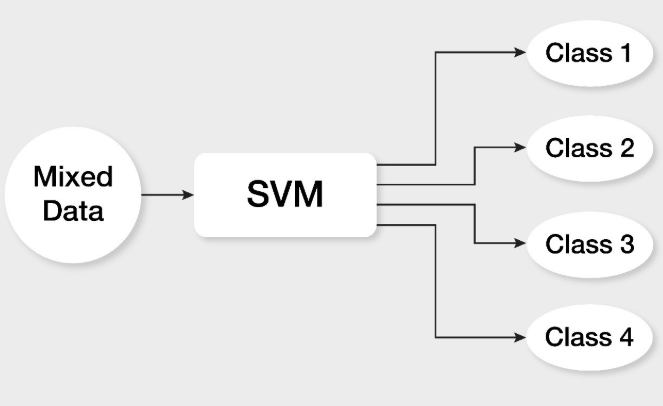 Mixed
Data
SVM
Class 1
Class 2
Class 3
Class 4